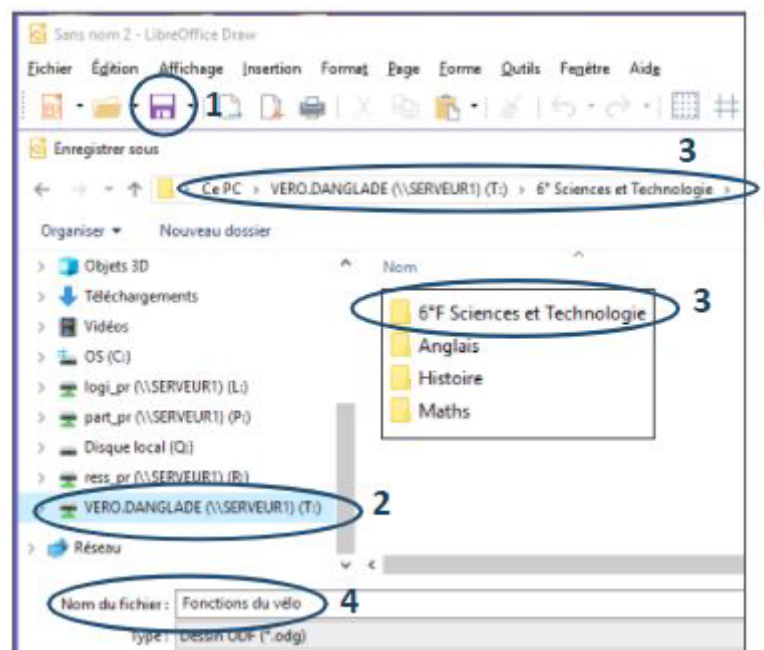 Sans nom 2 - LibreOffice Draw
Fichier Édition Affichage Insertion Format Page Forme Outils Fenêtre Aide
1
Enregistrer sous
3
Ce PC > VERO.DANGLADE (\\SERVEUR1) (T:) > 6° Sciences et Technologie >
Organiser Nouveau dossier
Objets 3D
Téléchargements
Vidéos
OS (C:)
logi_pr (\\SERVEUR1) (L:)
part_pr (\\SERVEUR1) (P:)
Disque local (Q:)
ress_pr (\\SERVEUR1) (R:)
VERO.DANGLADE (\\SERVEUR1) (T:) 2
Réseau
Nom
6°F Sciences et Technologie 3
Anglais
Histoire
Maths
Nom du fichier : Fonctions du vélo 4
Type : Dessin ODF (*.odg)